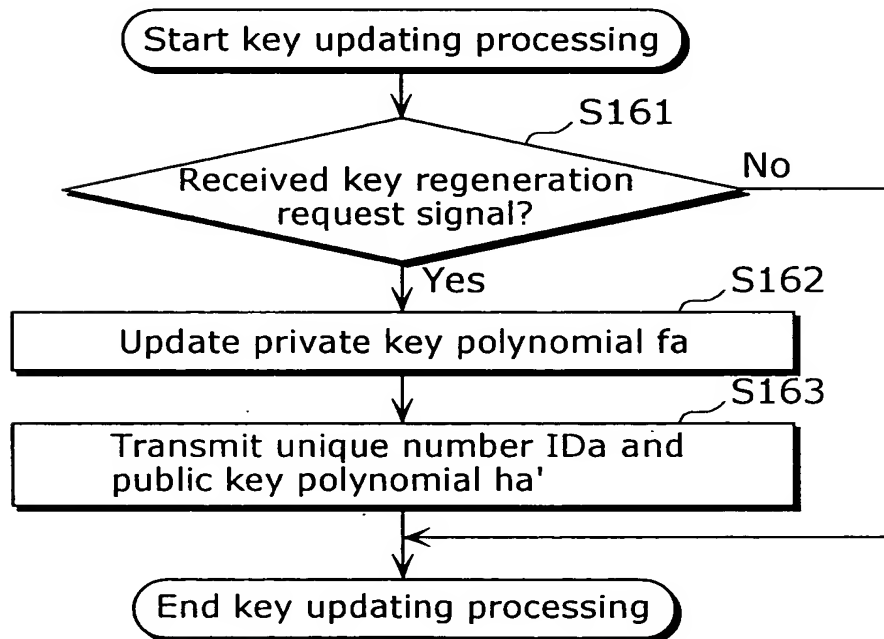 Start key updating processing
S161
Received key regeneration
request signal?
No
Yes
S162
Update private key polynomial fa
S163
Transmit unique number IDa and
public key polynomial ha'
End key updating processing